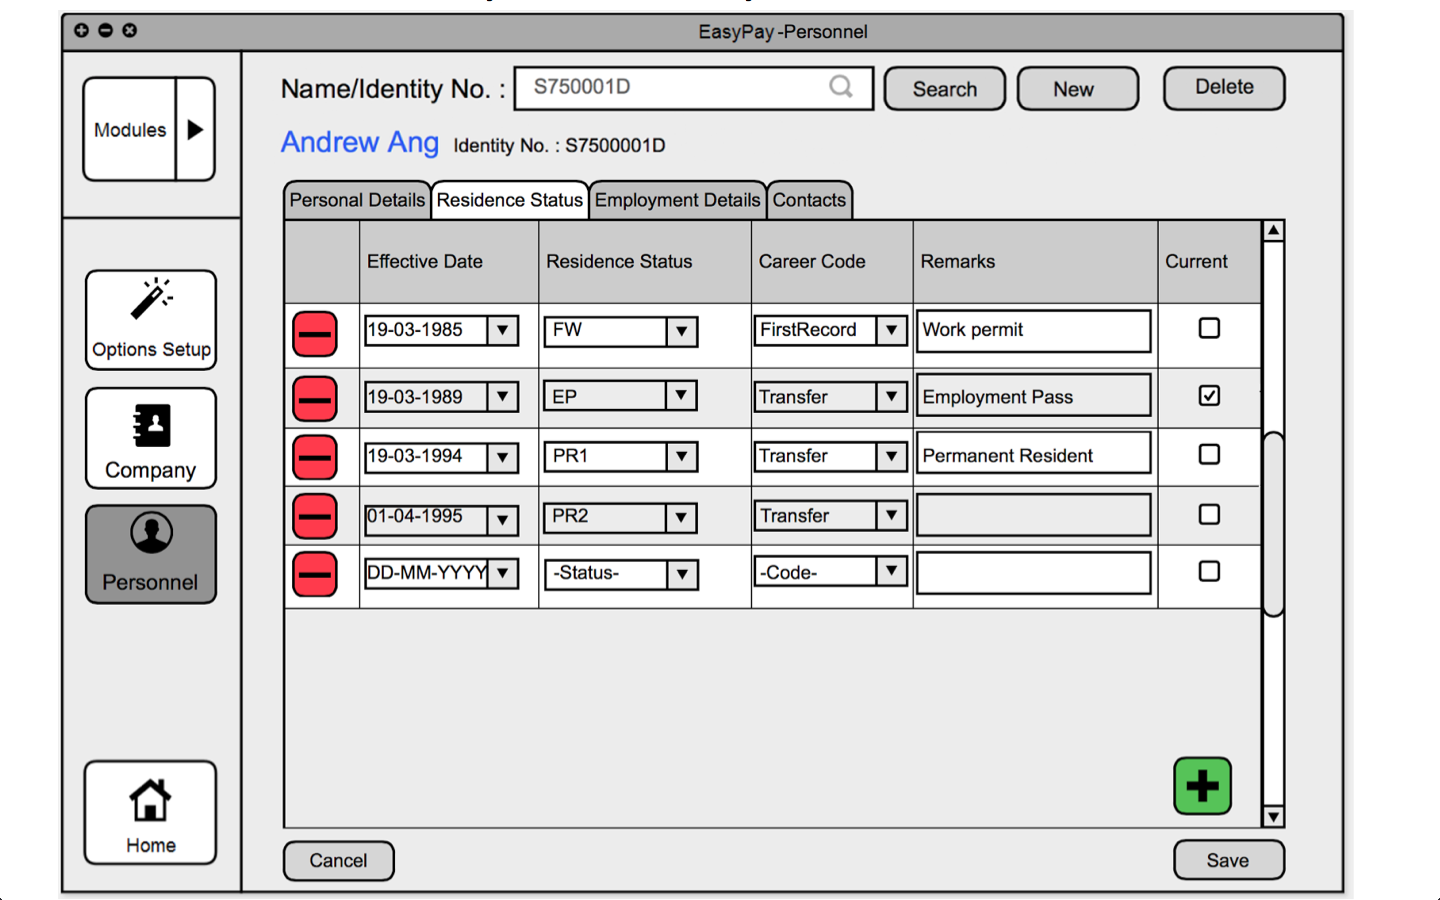 EasyPay -Personnel
Modules
Name/Identity No. : S750001D Search New Delete
Andrew Ang Identity No. : S7500001D
Personal Details Residence Status Employment Details Contacts
Effective Date Residence Status Career Code Remarks Current
19-03-1985 FW FirstRecord Work permit
19-03-1989 EP Transfer Employment Pass
19-03-1994 PR1 Transfer Permanent Resident
01-04-1995 PR2 Transfer
DD-MM-YYYY -Status- -Code-
Options Setup
Company
Personnel
Home
Cancel Save